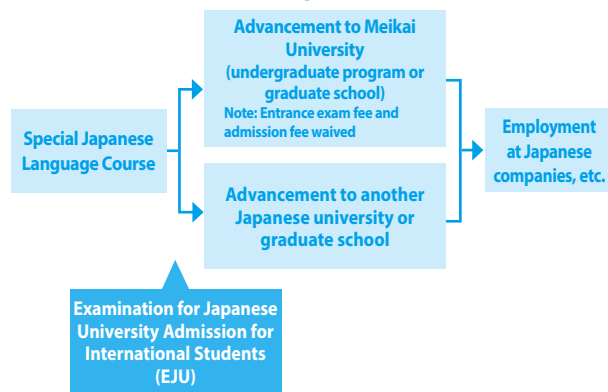 Advancement to Meikai
University
(undergraduate program or
graduate school)
Note: Entrance exam fee and
admission fee waived
Special Japanese
Language Course
Employment
at Japanese
companies, etc.
Advancement to another
Japanese university or
graduate school
Examination for Japanese
University Admission for
International Students
(EJU)